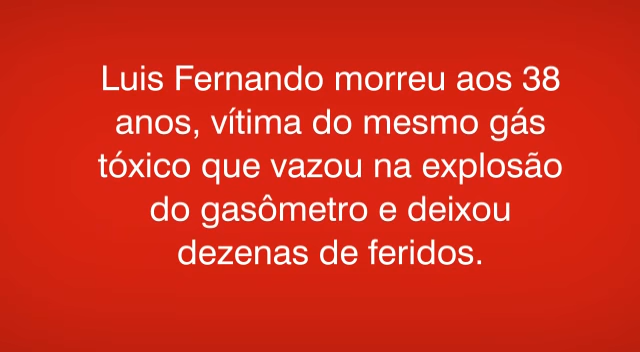 Luis Fernando morreu aos 38
anos, vítima do mesmo gás
tóxico que vazou na explosão
do gasômetro e deixou
dezenas de feridos.